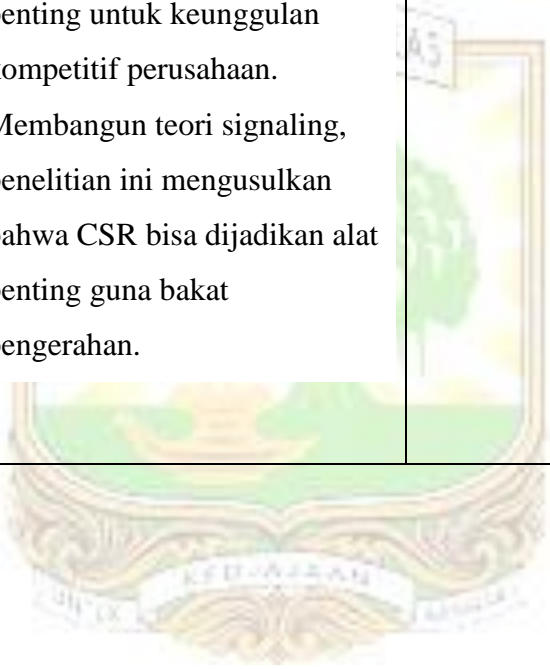 penting untuk keunggulan
kompetitif perusahaan.
Membangun teori signaling,
penelitian ini mengusulkan
bahwa CSR bisa dijadikan alat
penting guna bakat
pengerahan.